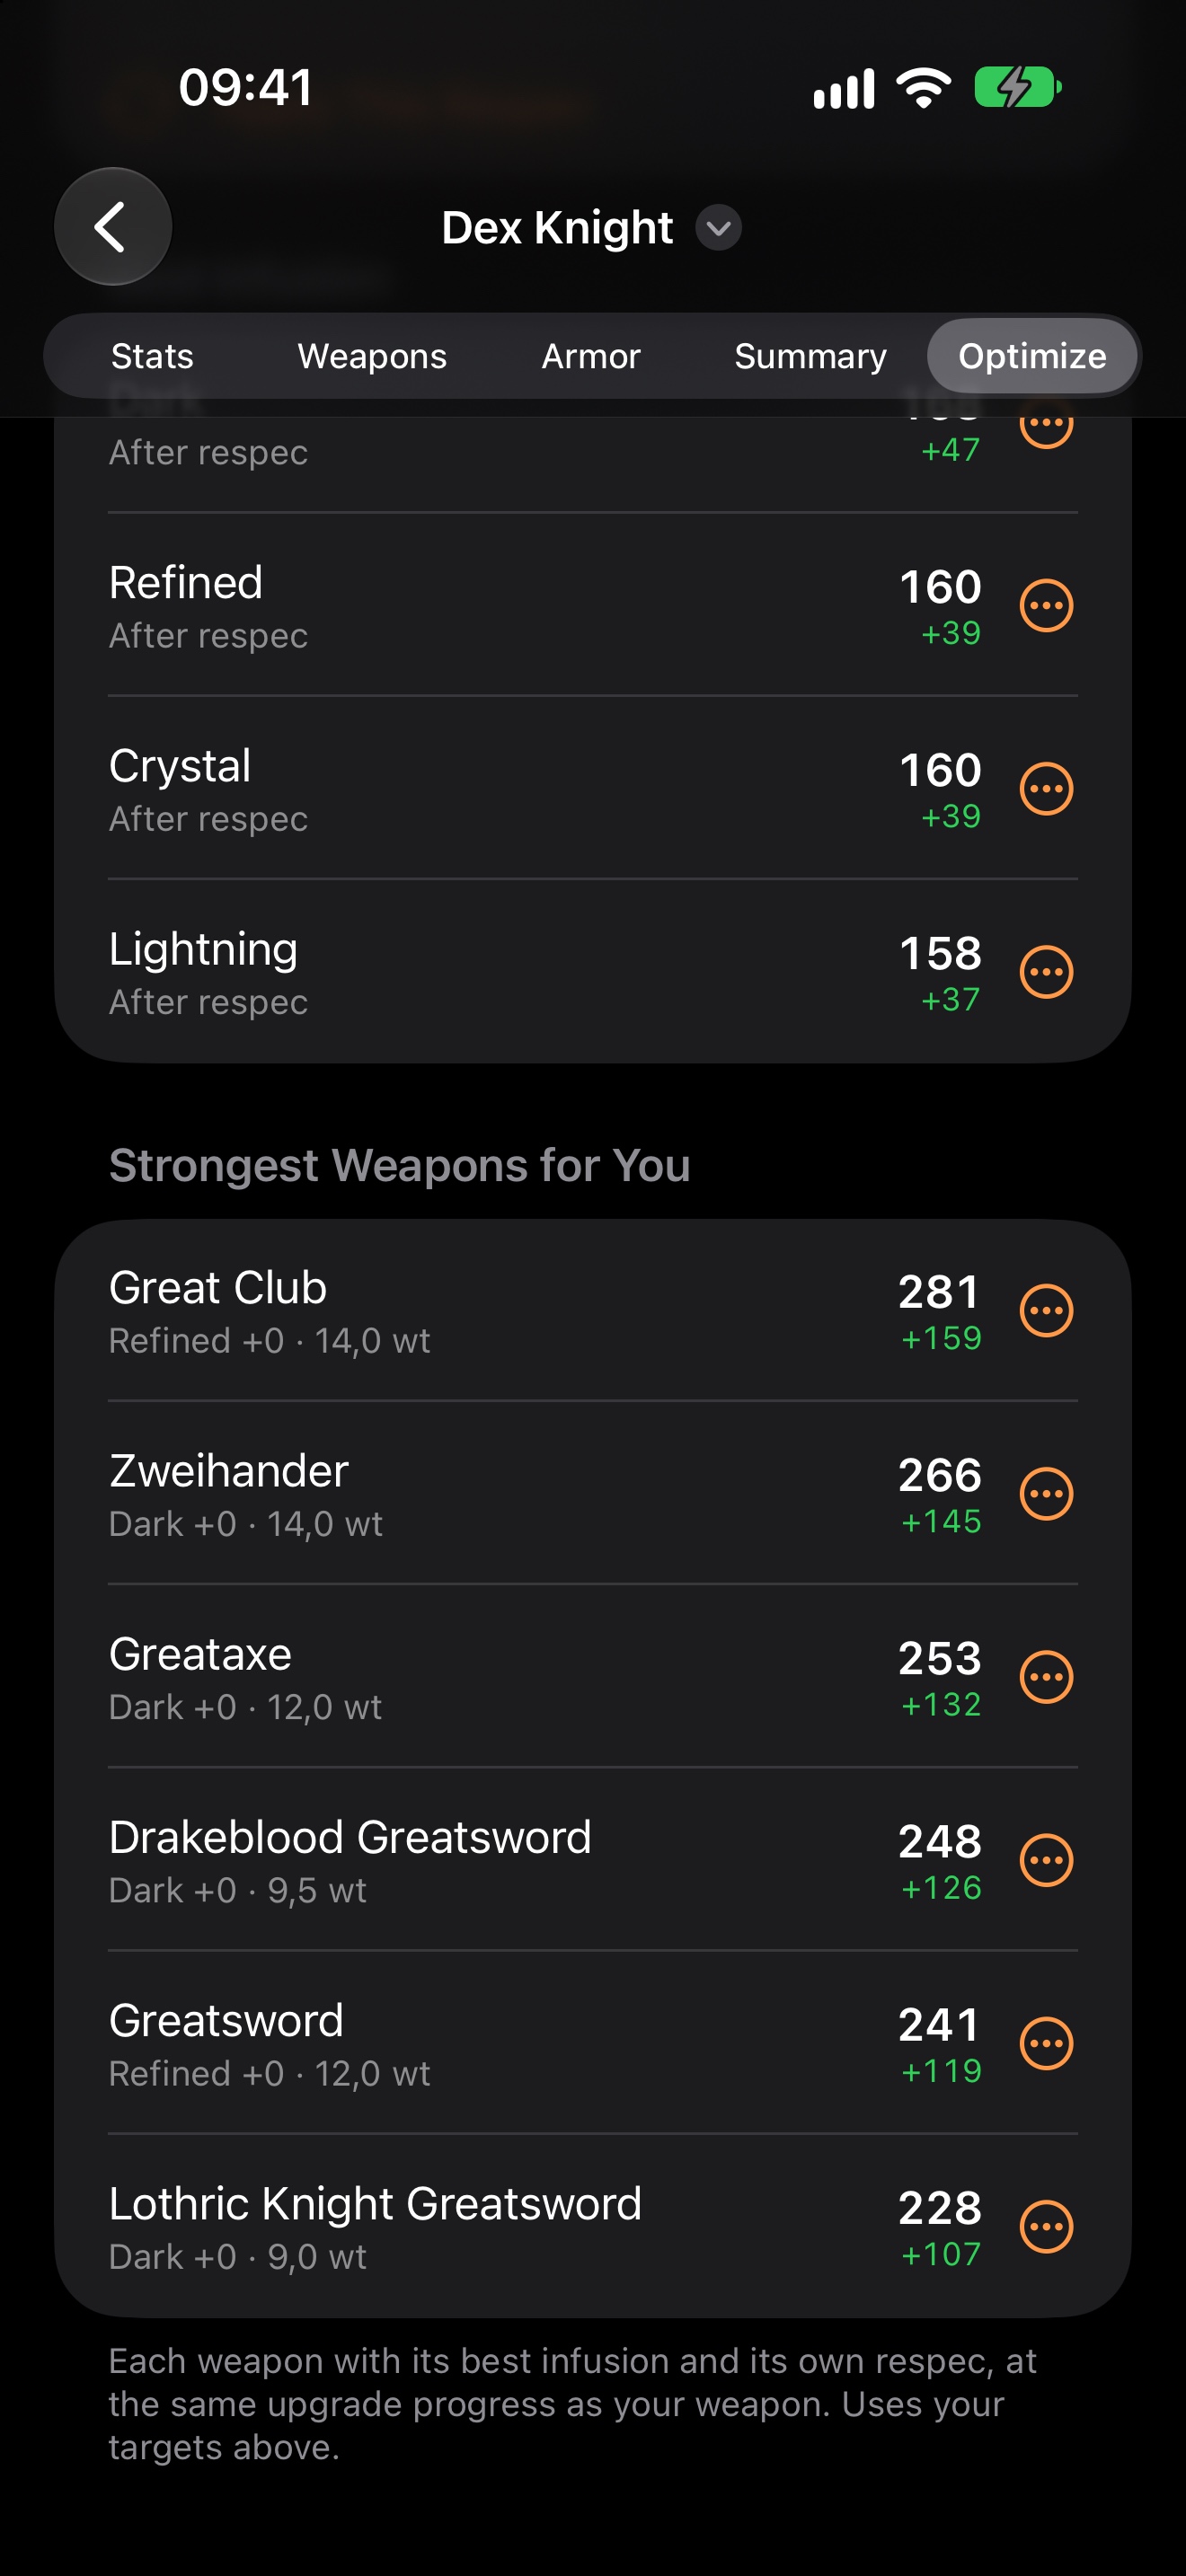 09:41
Dex Knight
Stats Weapons Armor Summary Optimize
Dark
After respec +47
Refined 160
After respec +39
Crystal 160
After respec +39
Lightning 158
After respec +37
Strongest Weapons for You
Great Club 281
Refined +0 · 14,0 wt +159
Zweihander 266
Dark +0 · 14,0 wt +145
Greataxe 253
Dark +0 · 12,0 wt +132
Drakeblood Greatsword 248
Dark +0 · 9,5 wt +126
Greatsword 241
Refined +0 · 12,0 wt +119
Lothric Knight Greatsword 228
Dark +0 · 9,0 wt +107
Each weapon with its best infusion and its own respec, at
the same upgrade progress as your weapon. Uses your
targets above.